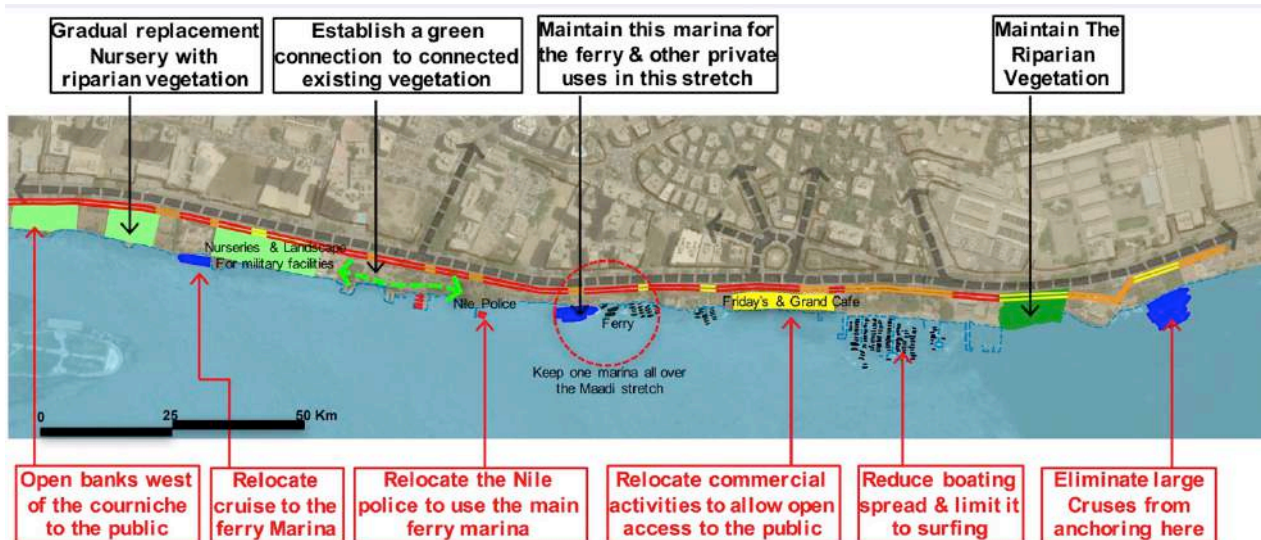 Gradual replacement
Nursery with
riparian vegetation
Establish a green
connection to connected
existing vegetation
Maintain this marina for
the ferry & other private
uses in this stretch
Maintain The
Riparian
Vegetation
Nurseries & Landscape
For military facilities
Nile Police
Ferry
Friday's & Grand Cafe
Keep one marina all over
the Maadi stretch
0
25
50 Km
Open banks west
of the courniche
to the public
Relocate
cruise to the
ferry Marina
Relocate the Nile
police to use the main
ferry marina
Relocate commercial
activities to allow open
access to the public
Reduce boating
spread & limit it
to surfing
Eliminate large
Cruses from
anchoring here